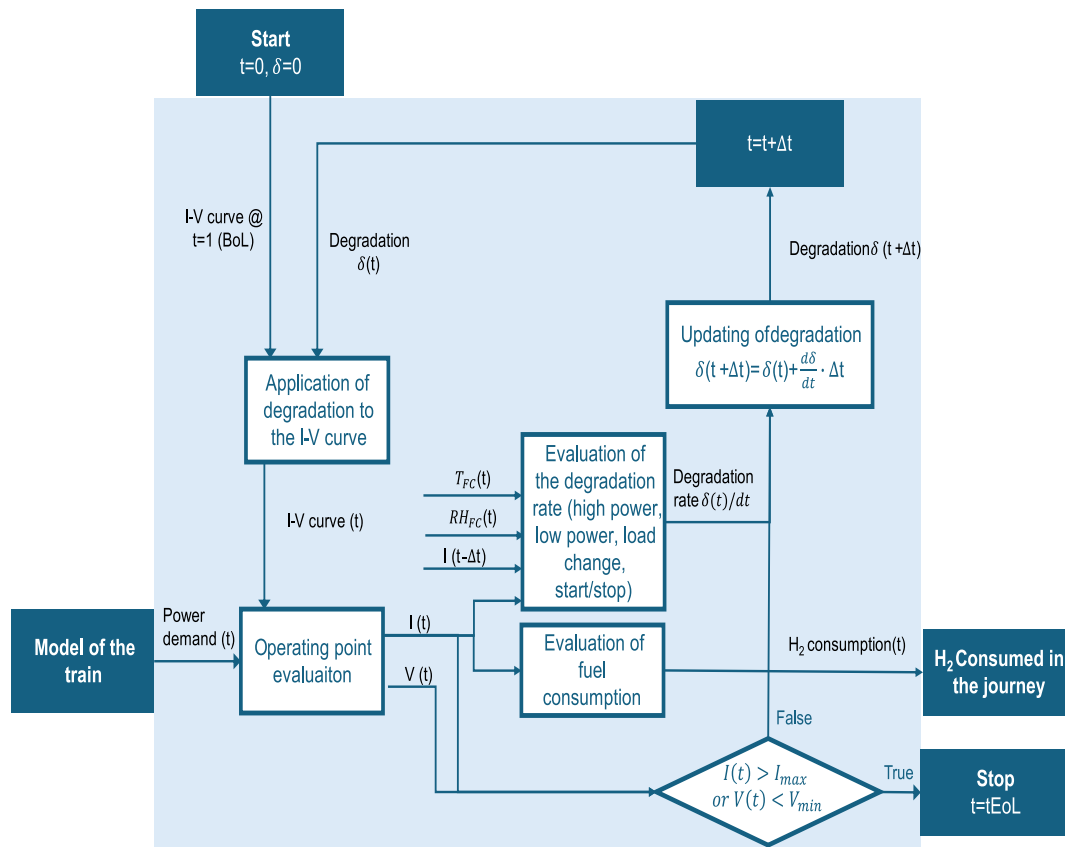 Start
t=0, δ=0
t=t+Δt
I-V curve @
t=1 (BoL)
Degradation
δ(t)
Degradationδ (t +Δt)
Updating ofdegradation
δ(t +Δt)=δ(t)+dδ/dt · Δt
Application of
degradation to
the I-V curve
I-V curve (t)
T_FC(t)
RH_FC(t)
I (t-Δt)
Evaluation of
the degradation
rate (high power,
low power, load
change,
start/stop)
Degradation
rate δ(t)/dt
Model of the
train
Power
demand (t)
Operating point
evaluaiton
I (t)
V (t)
Evaluation of
fuel
consumption
H₂ consumption(t)
H₂ Consumed in
the journey
False
I(t) > I_max
or V(t) < V_min
True
Stop
t=tEoL